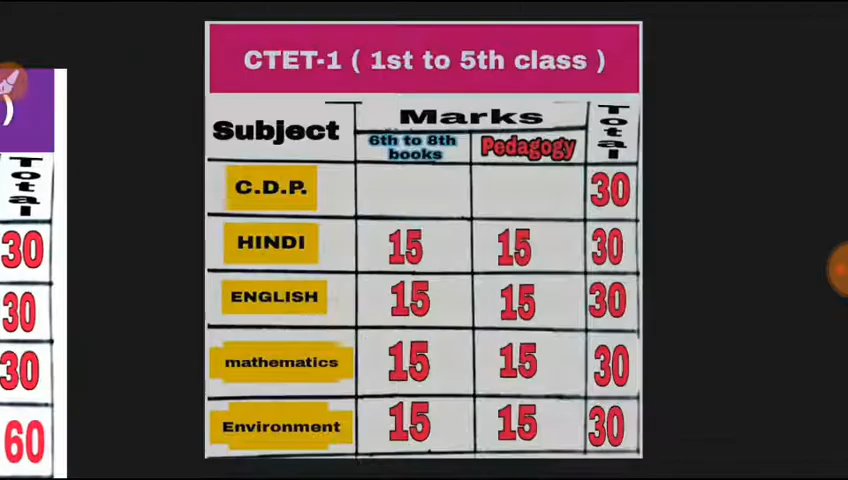 )
Total
30
30
30
60
CTET-1 ( 1st to 5th class )
Subject
Marks
Total
6th to 8th
books
Pedagogy
C.D.P.
30
HINDI
15
15
30
ENGLISH
15
15
30
mathematics
15
15
30
Environment
15
15
30